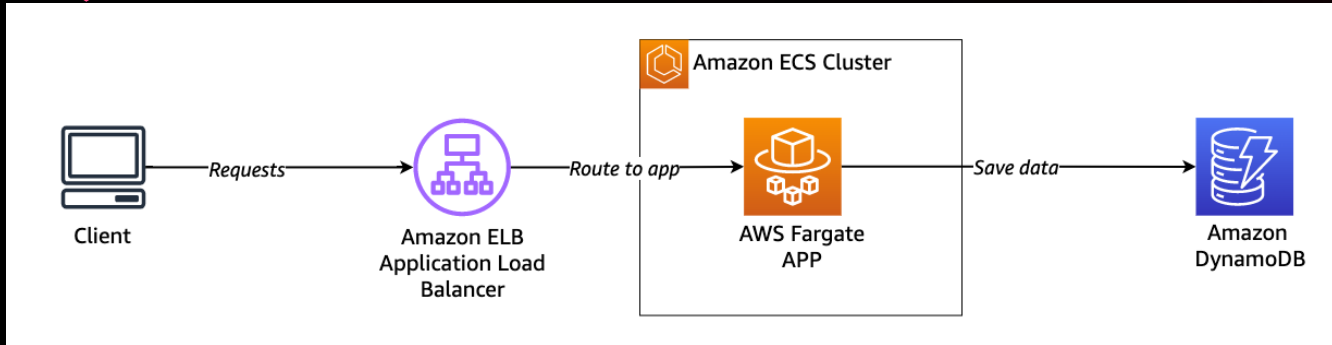 Amazon ECS Cluster
Requests
Route to app
Save data
Client
Amazon ELB
Application Load
Balancer
AWS Fargate
APP
Amazon
DynamoDB